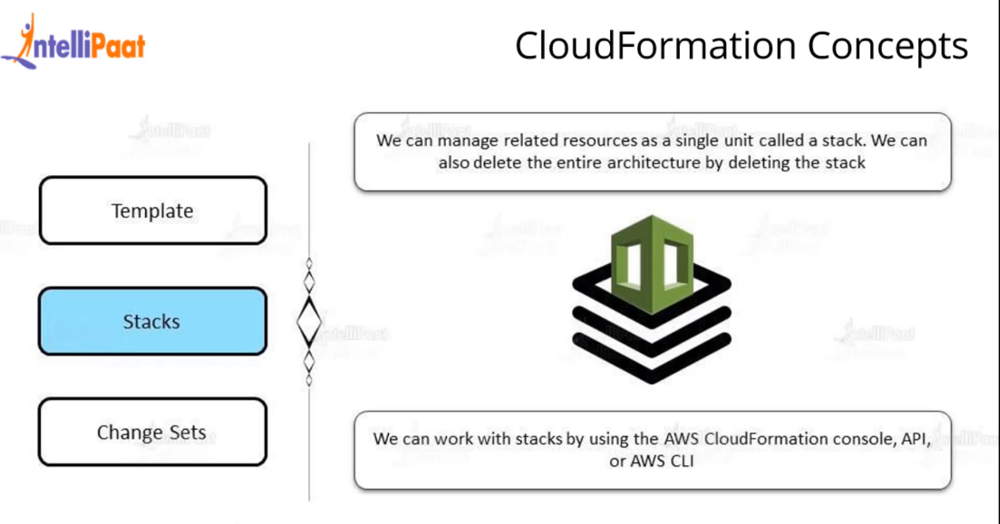 IntelliPaat
CloudFormation Concepts
We can manage related resources as a single unit called a stack. We can
also delete the entire architecture by deleting the stack
Template
Stacks
Change Sets
We can work with stacks by using the AWS CloudFormation console, API,
or AWS CLI